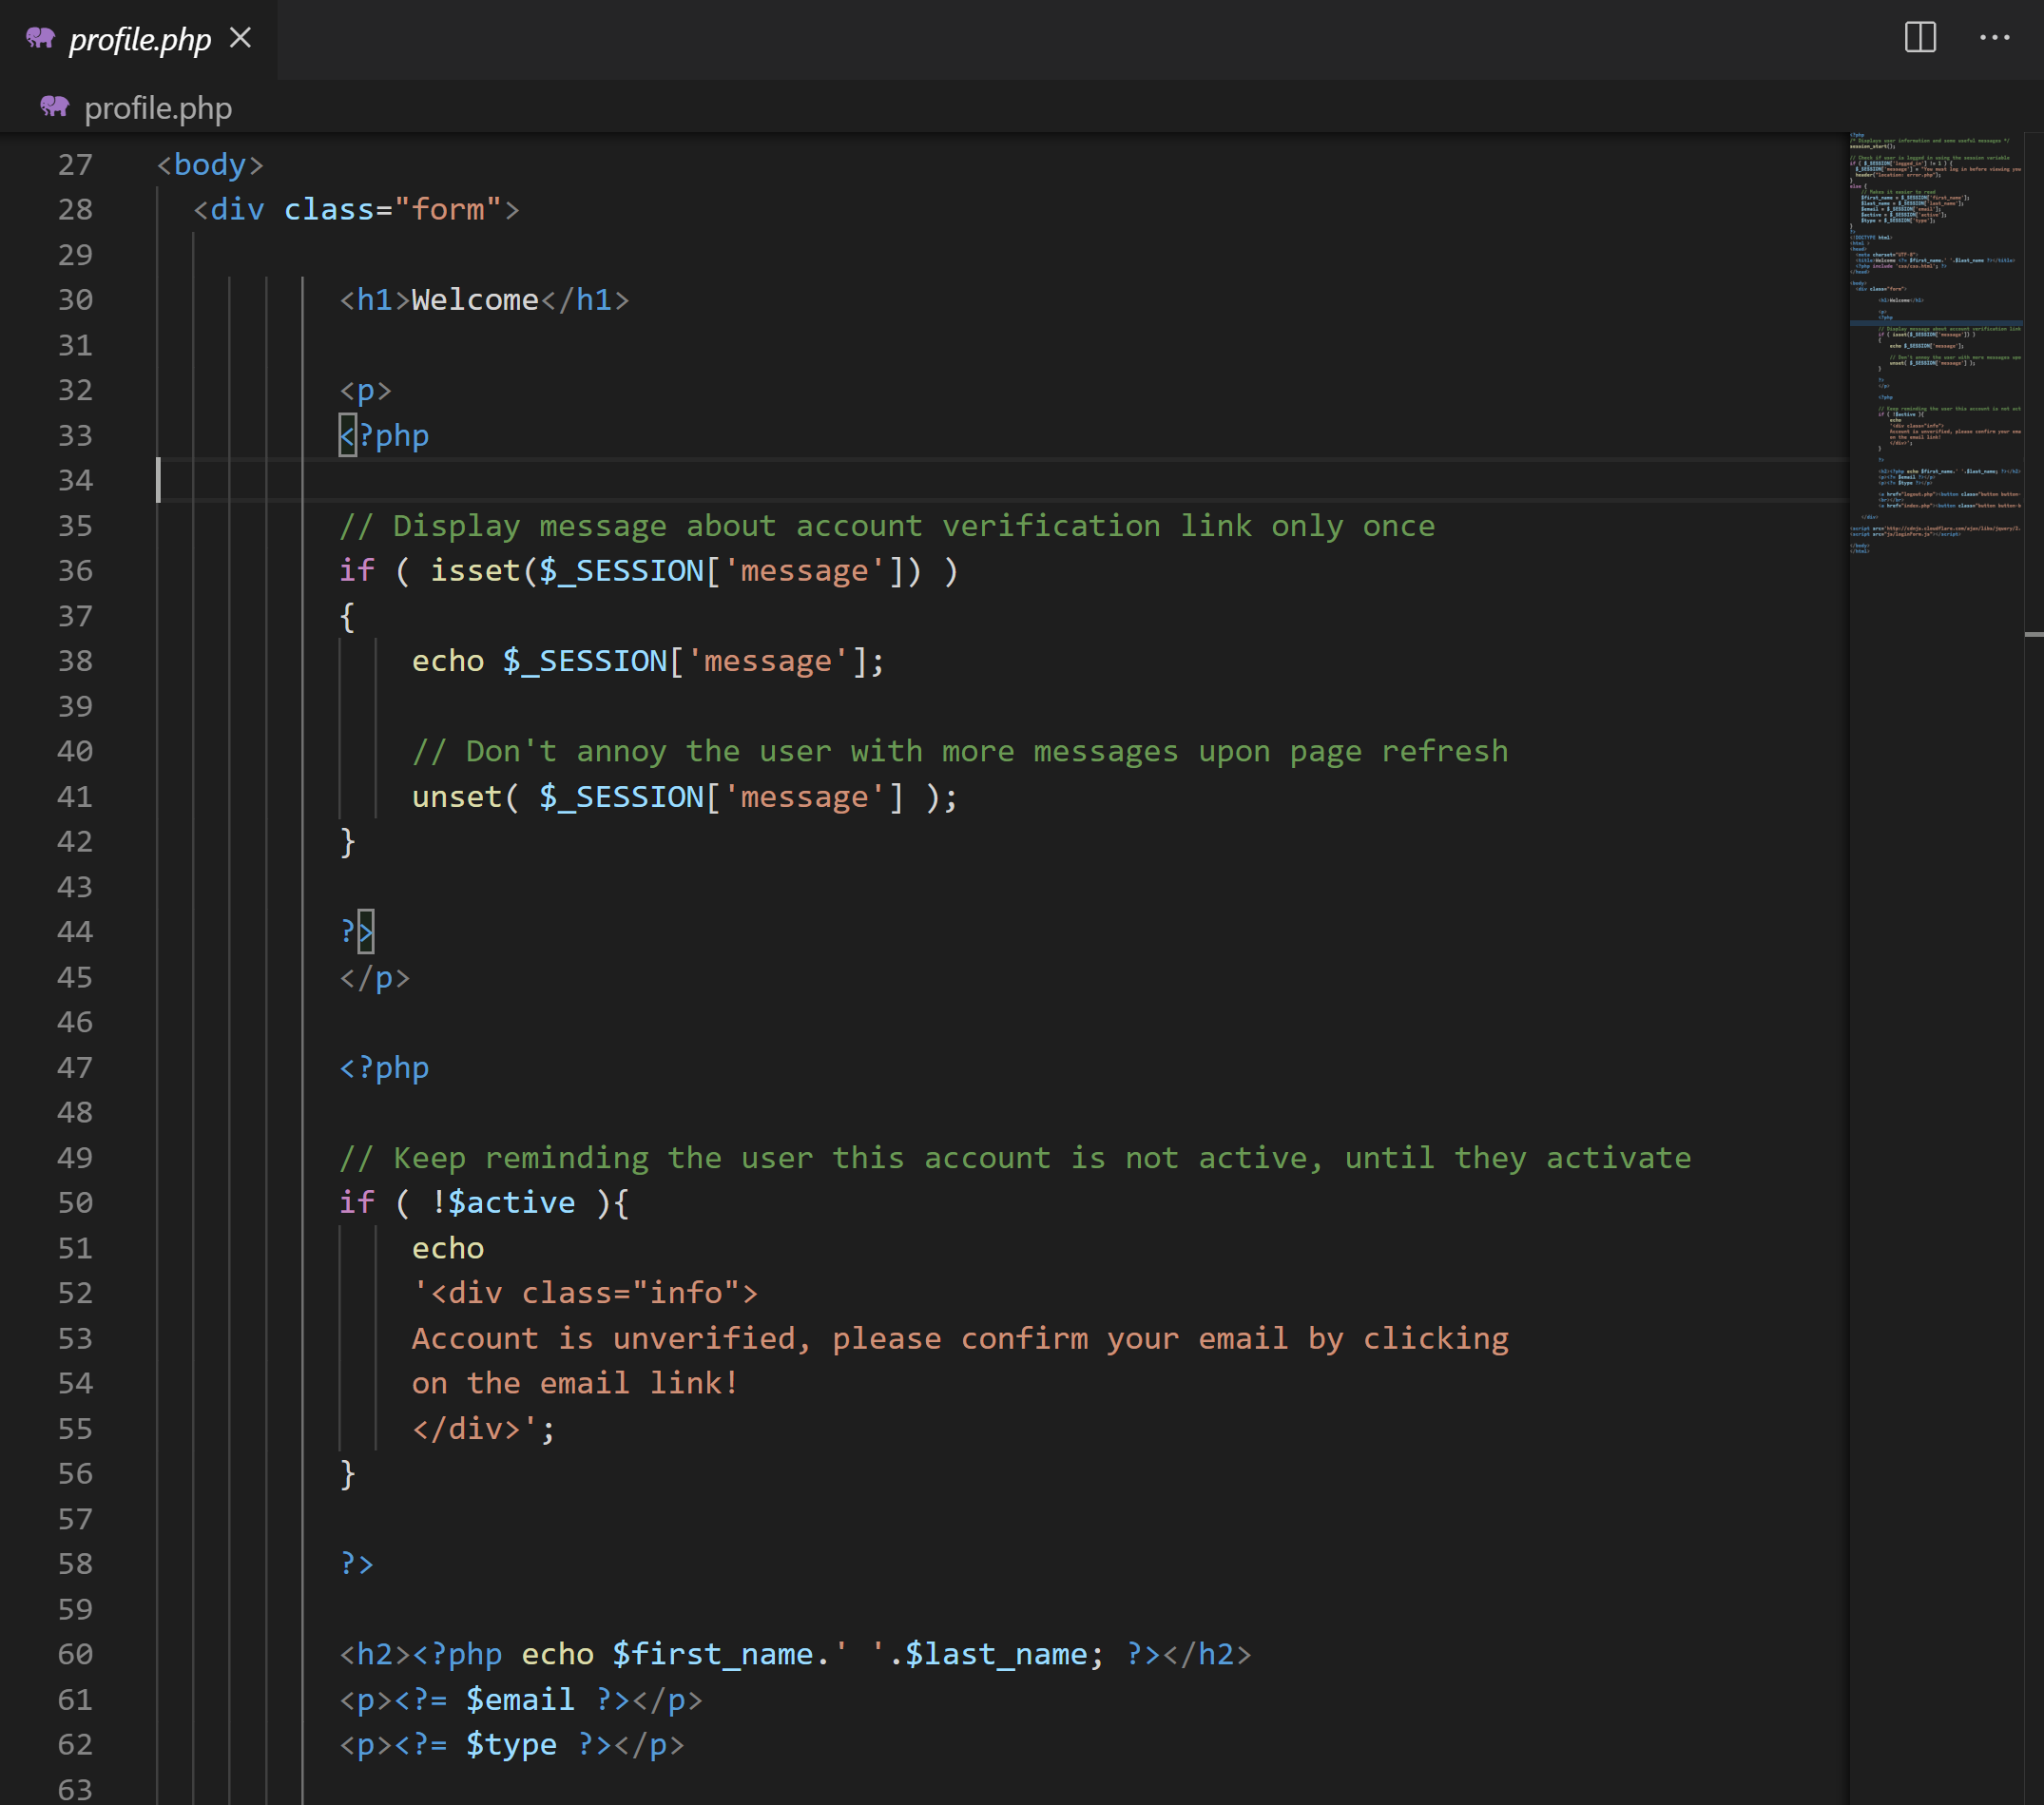 profile.php
profile.php
27 <body>
28 <div class="form">
29
30 <h1>Welcome</h1>
31
32 <p>
33 <?php
34
35 // Display message about account verification link only once
36 if ( isset($_SESSION['message']) )
37 {
38 echo $_SESSION['message'];
39
40 // Don't annoy the user with more messages upon page refresh
41 unset( $_SESSION['message'] );
42 }
43
44 ?>
45 </p>
46
47 <?php
48
49 // Keep reminding the user this account is not active, until they activate
50 if ( !$active ){
51 echo
52 '<div class="info">
53 Account is unverified, please confirm your email by clicking
54 on the email link!
55 </div>';
56 }
57
58 ?>
59
60 <h2><?php echo $first_name.' '.$last_name; ?></h2>
61 <p><?= $email ?></p>
62 <p><?= $type ?></p>
63